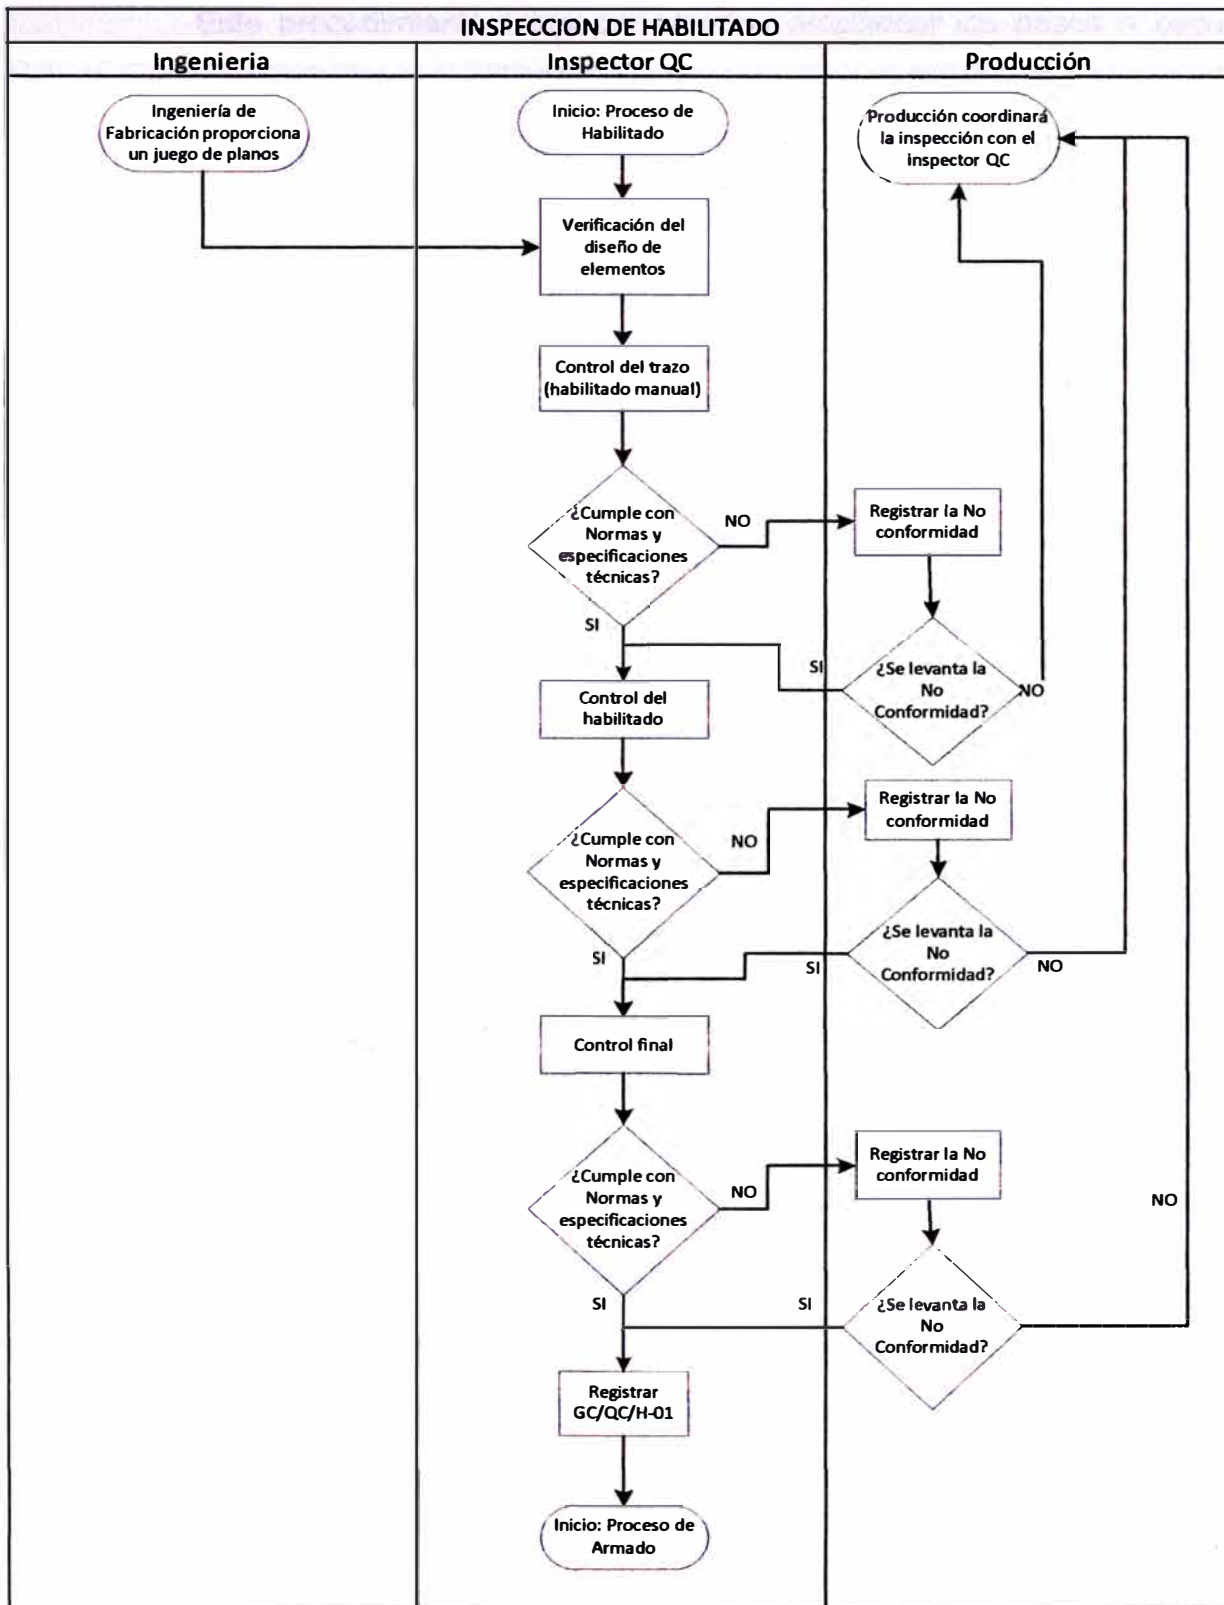 Este procedimiento
INSPECCION DE HABILITADO
Ingenieria
Inspector QC
Producción
Ingeniería de
Fabricación proporciona
un juego de planos
Inicio: Proceso de
Habilitado
Producción coordinará
la inspección con el
inspector QC
Verificación del
diseño de
elementos
Control del trazo
(habilitado manual)
¿Cumple con
Normas y
especificaciones
técnicas?
NO
Registrar la No
conformidad
SI
SI
¿Se levanta la
No
Conformidad?
NO
Control del
habilitado
¿Cumple con
Normas y
especificaciones
técnicas?
NO
Registrar la No
conformidad
SI
SI
¿Se levanta la
No
Conformidad?
NO
Control final
¿Cumple con
Normas y
especificaciones
técnicas?
NO
Registrar la No
conformidad
NO
SI
SI
¿Se levanta la
No
Conformidad?
Registrar
GC/QC/H-01
Inicio: Proceso de
Armado